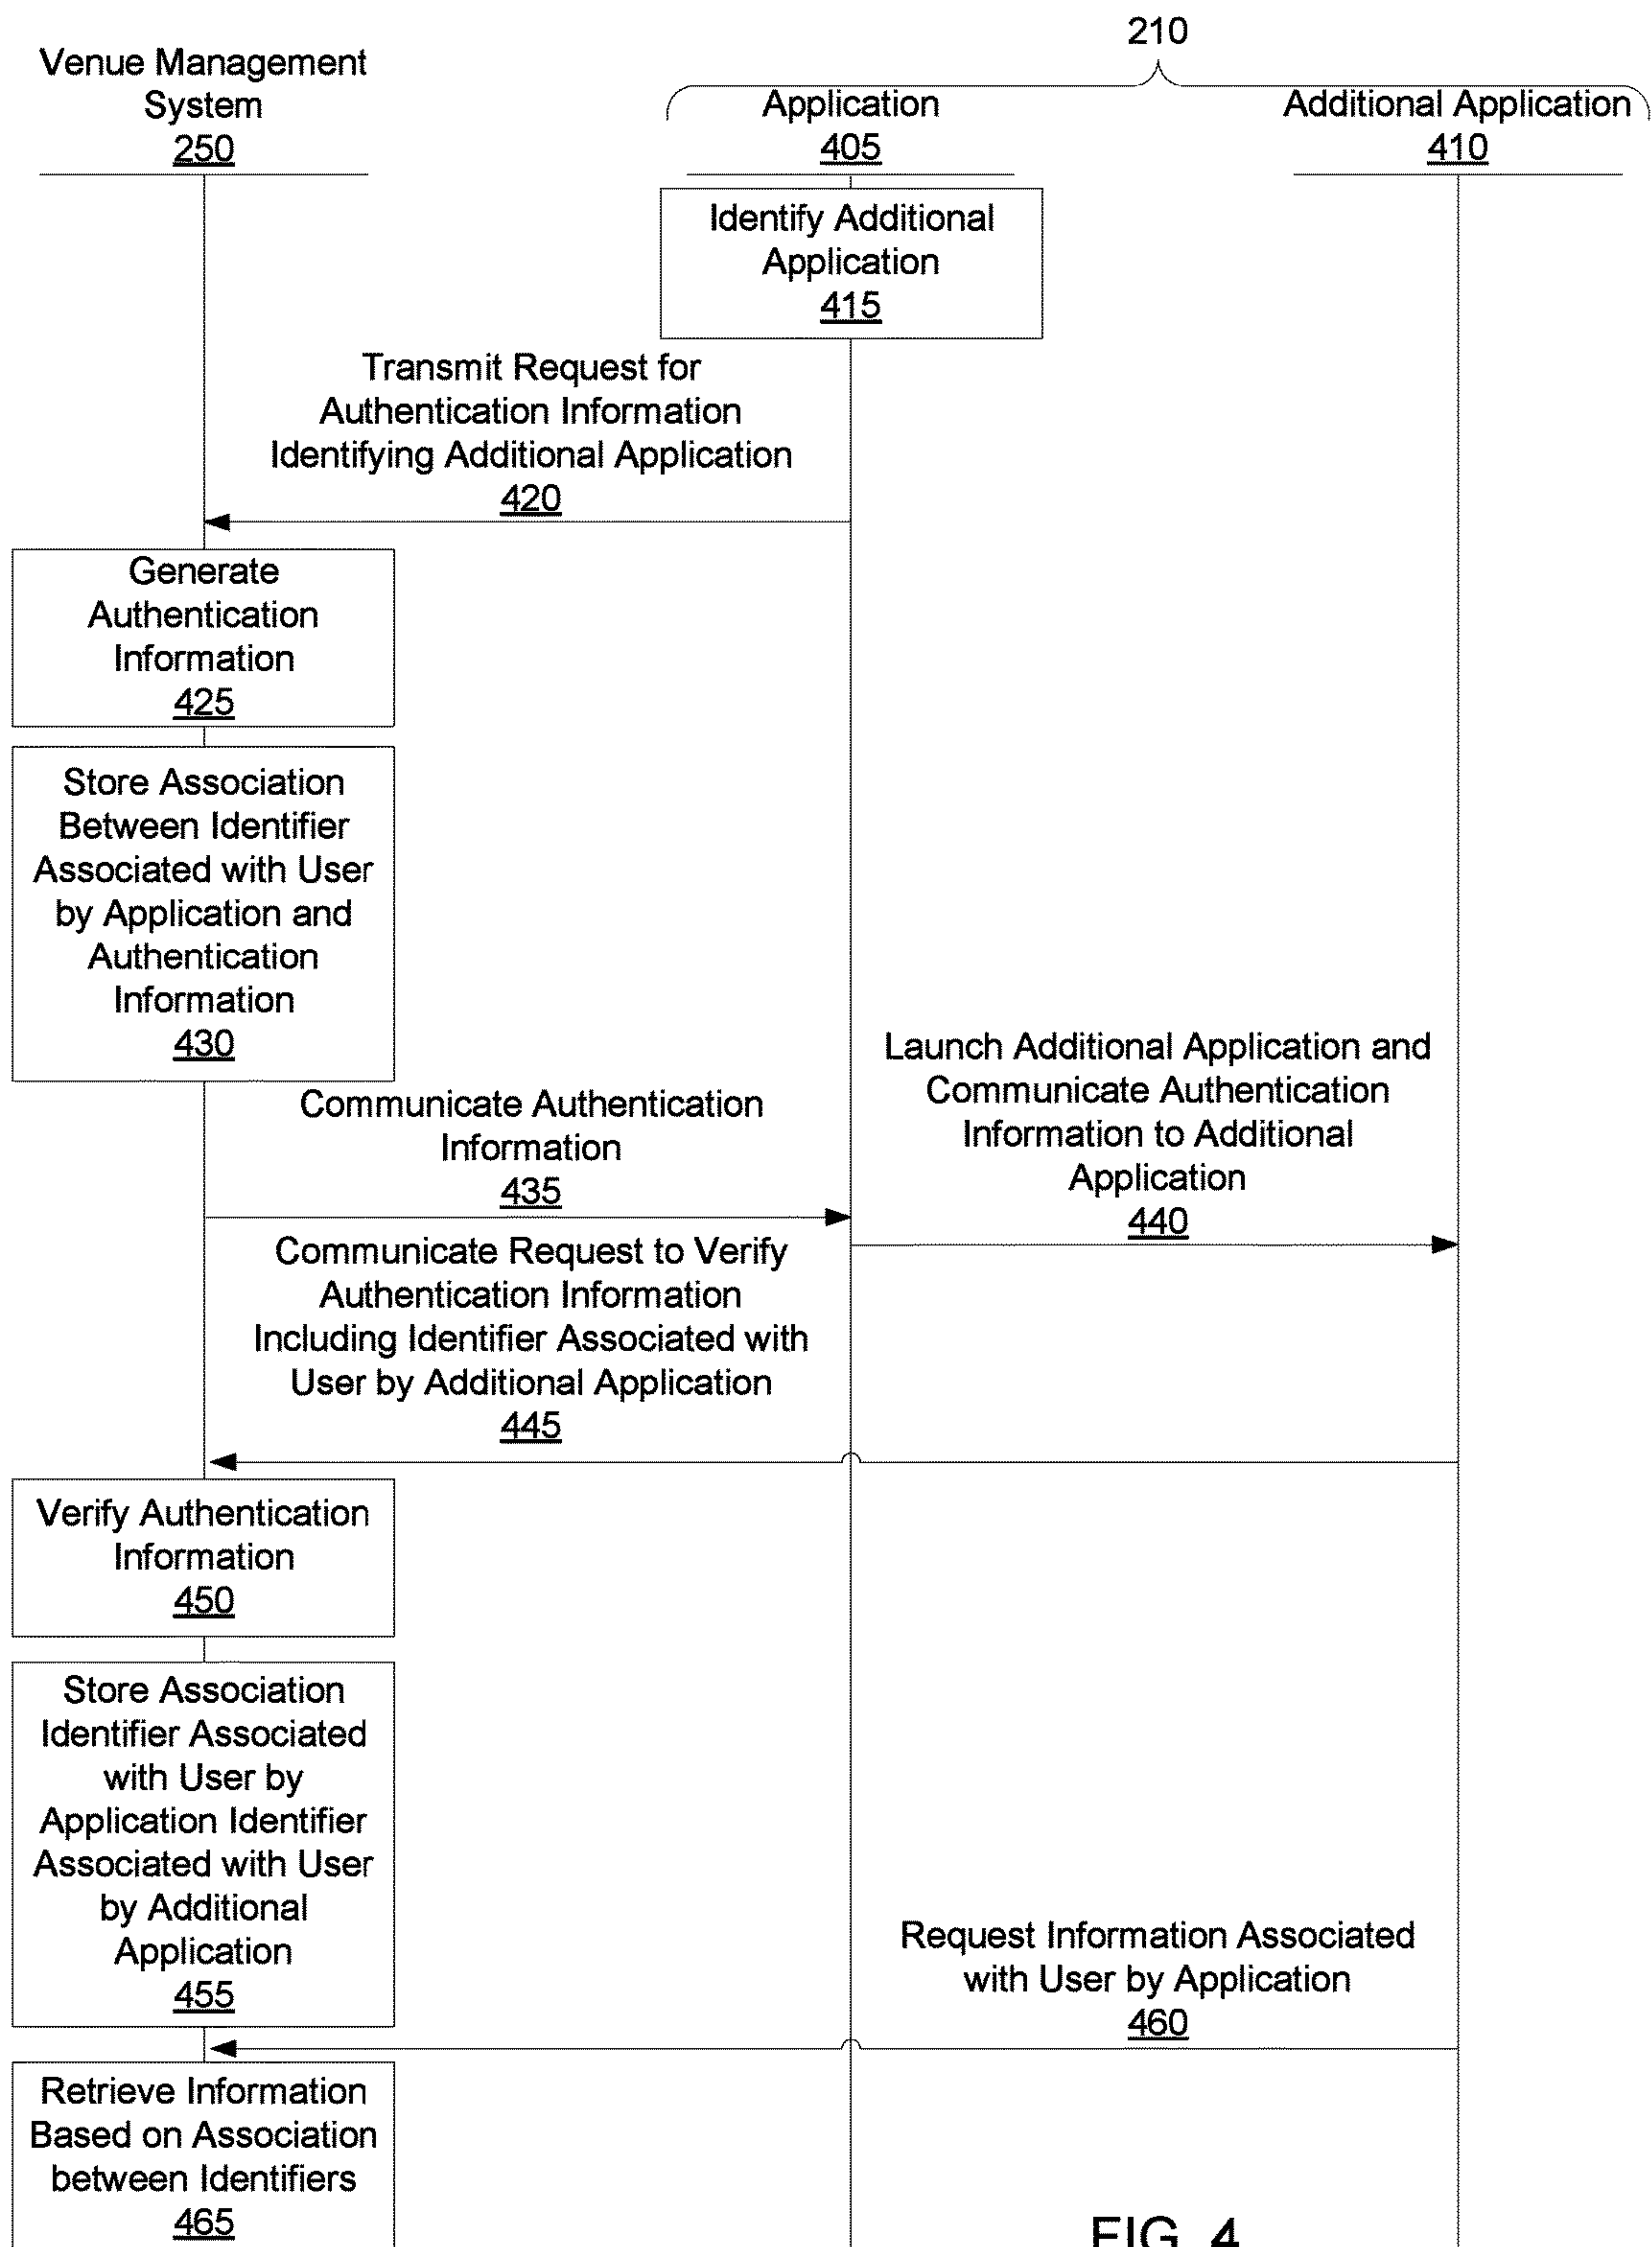 210
Venue Management
System
250
Application
405
Additional Application
410
Identify Additional
Application
415
Transmit Request for
Authentication Information
Identifying Additional Application
420
Generate
Authentication
Information
425
Store Association
Between Identifier
Associated with User
by Application and
Authentication
Information
430
Communicate Authentication
Information
435
Launch Additional Application and
Communicate Authentication
Information to Additional
Application
440
Communicate Request to Verify
Authentication Information
Including Identifier Associated with
User by Additional Application
445
Verify Authentication
Information
450
Store Association
Identifier Associated
with User by
Application Identifier
Associated with User
by Additional
Application
455
Request Information Associated
with User by Application
460
Retrieve Information
Based on Association
between Identifiers
465
FIG. 4